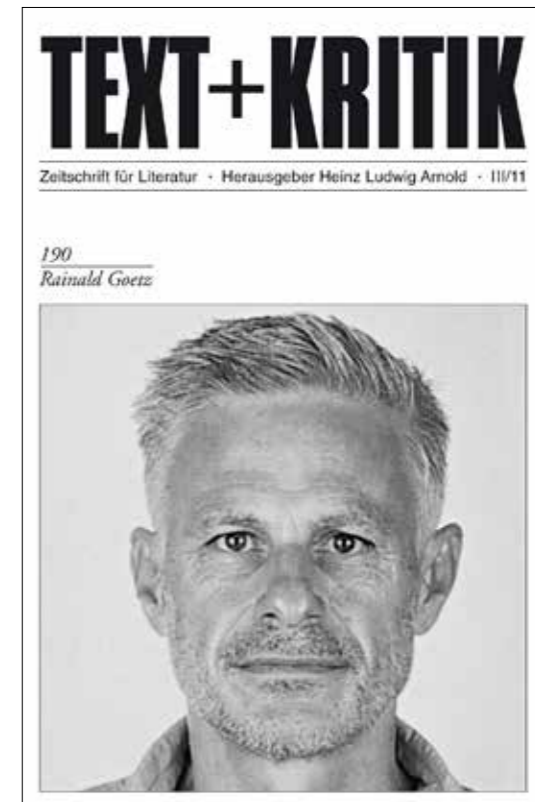 TEXT+KRITIK
Zeitschrift für Literatur · Herausgeber Heinz Ludwig Arnold · III/11
190
Rainald Goetz